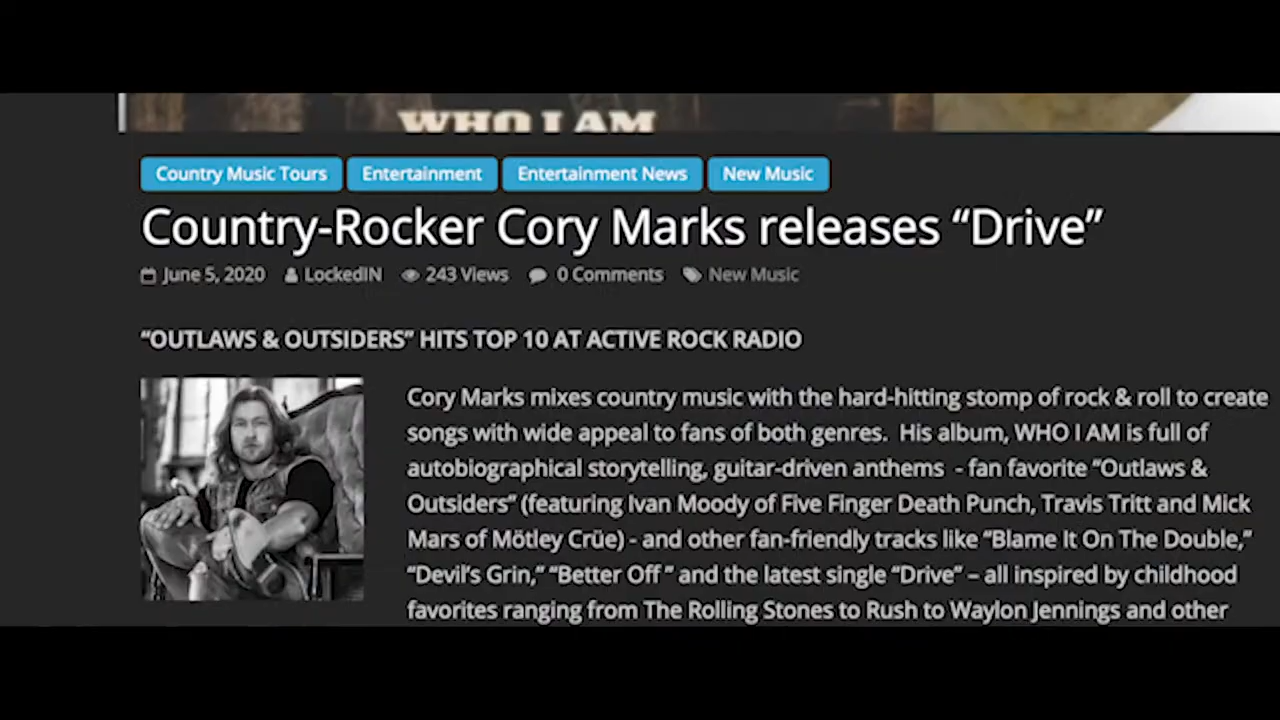 WHO I AM
Country Music Tours Entertainment Entertainment News New Music
Country-Rocker Cory Marks releases “Drive”
June 5, 2020 LockedIN 243 Views 0 Comments New Music
“OUTLAWS & OUTSIDERS” HITS TOP 10 AT ACTIVE ROCK RADIO
Cory Marks mixes country music with the hard-hitting stomp of rock & roll to create
songs with wide appeal to fans of both genres.  His album, WHO I AM is full of
autobiographical storytelling, guitar-driven anthems  - fan favorite “Outlaws &
Outsiders” (featuring Ivan Moody of Five Finger Death Punch, Travis Tritt and Mick
Mars of Mötley Crüe) - and other fan-friendly tracks like “Blame It On The Double,”
“Devil’s Grin,” “Better Off ” and the latest single “Drive” – all inspired by childhood
favorites ranging from The Rolling Stones to Rush to Waylon Jennings and other